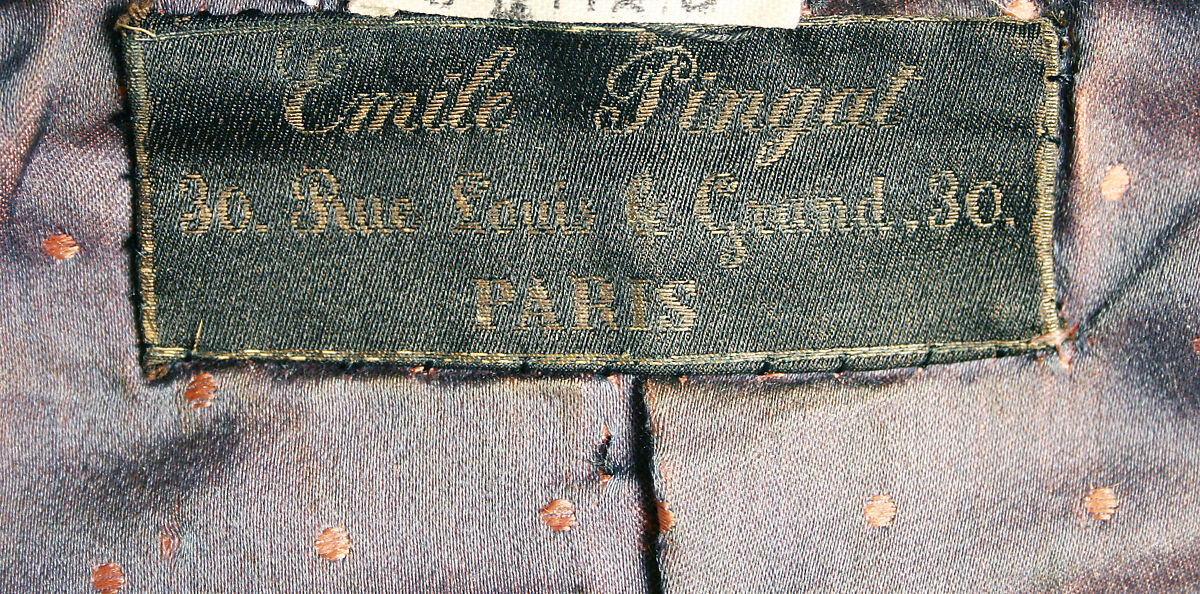 Emile Pingat
30. Rue Louis le Grand, .30.
PARIS